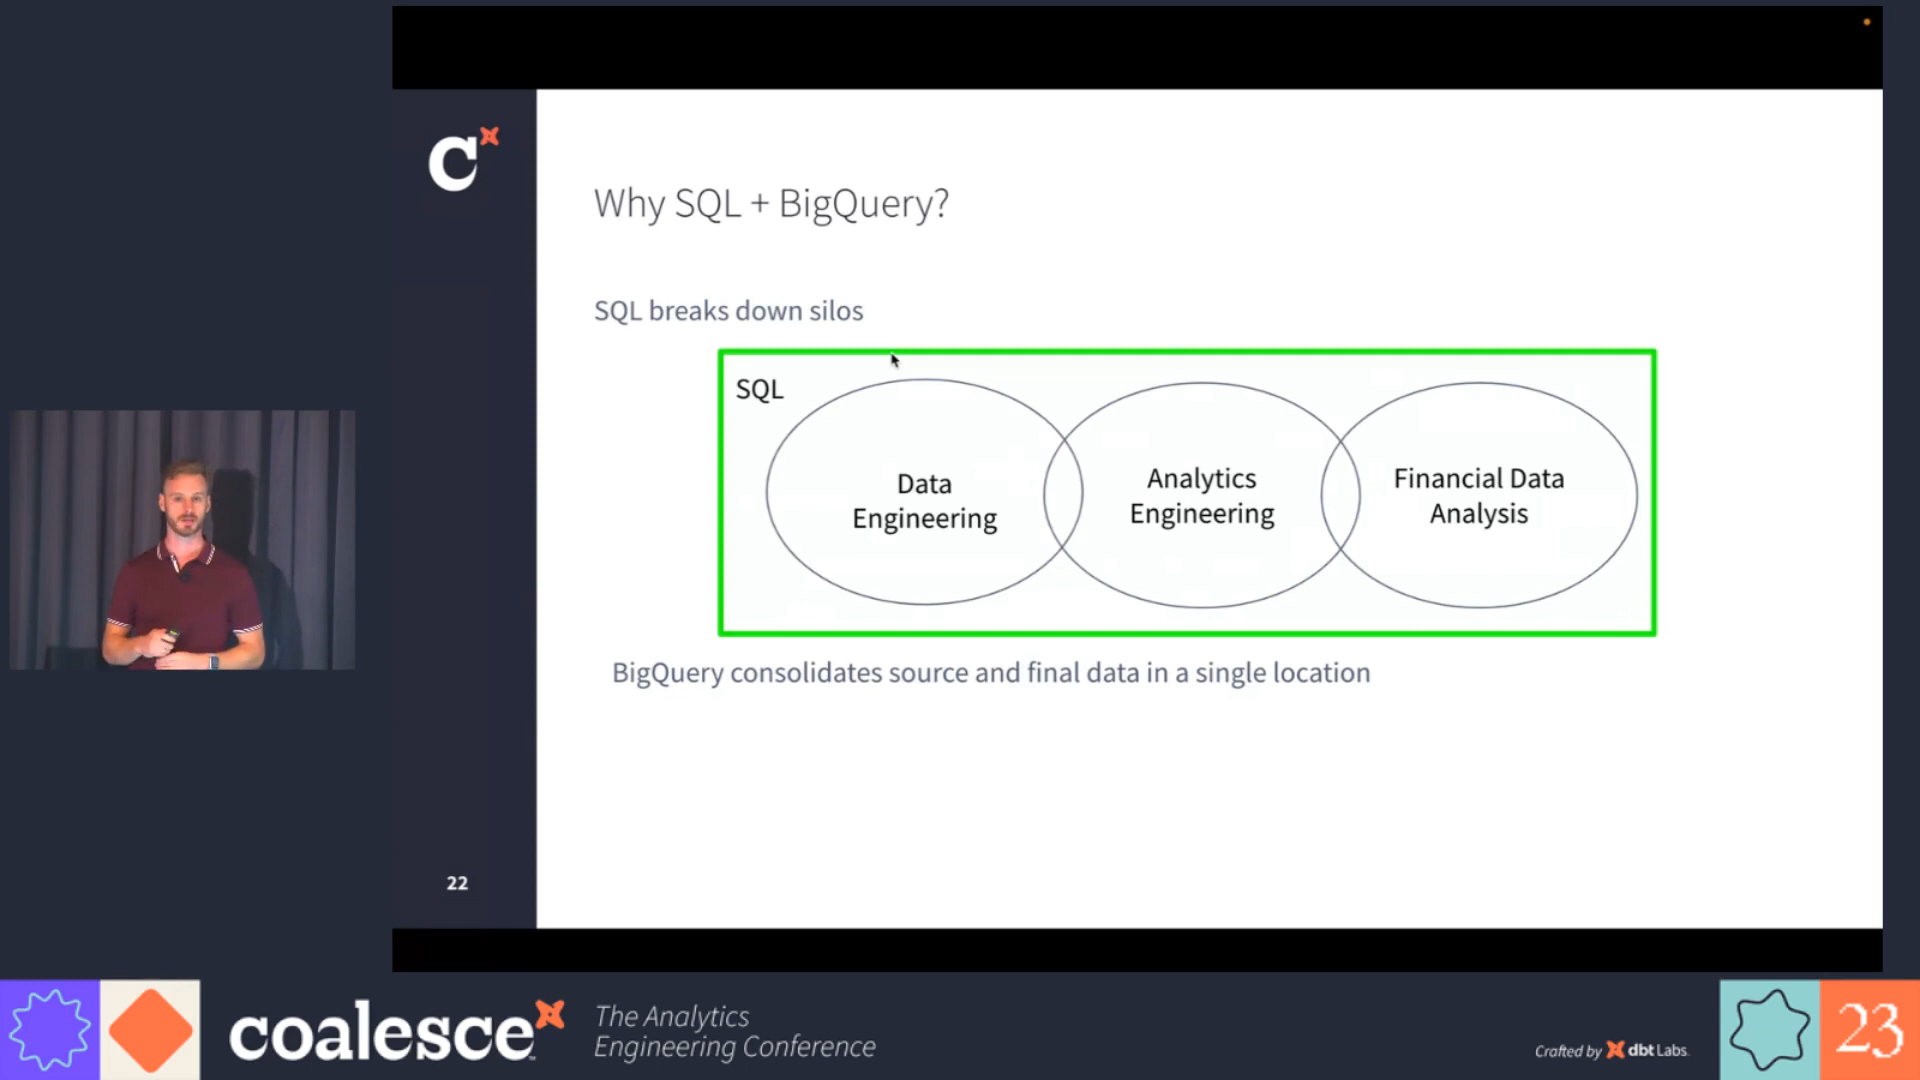 C
Why SQL + BigQuery?
SQL breaks down silos
SQL
Data
Engineering
Analytics
Engineering
Financial Data
Analysis
BigQuery consolidates source and final data in a single location
22
coalesce
The Analytics
Engineering Conference
Crafted by dbt Labs.
23